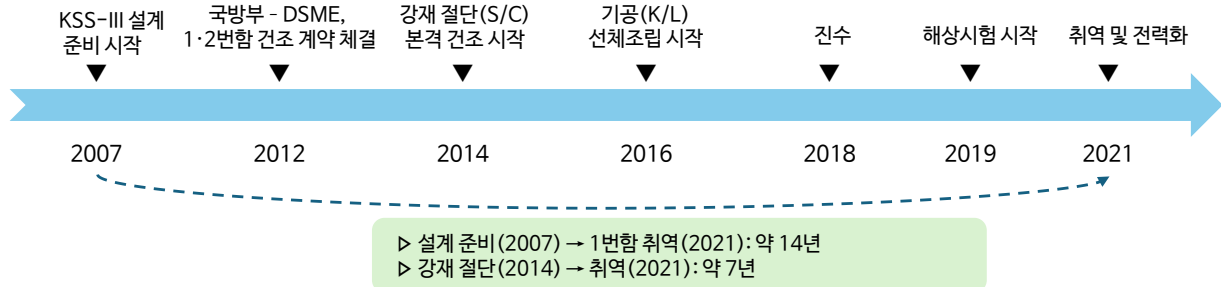 KSS-III 설계
준비 시작
국방부 - DSME,
1·2번함 건조 계약 체결
강재 절단(S/C)
본격 건조 시작
기공(K/L)
선체조립 시작
진수
해상시험 시작
취역 및 전력화
2007
2012
2014
2016
2018
2019
2021
▷ 설계 준비(2007) → 1번함 취역(2021): 약 14년
▷ 강재 절단(2014) → 취역(2021): 약 7년